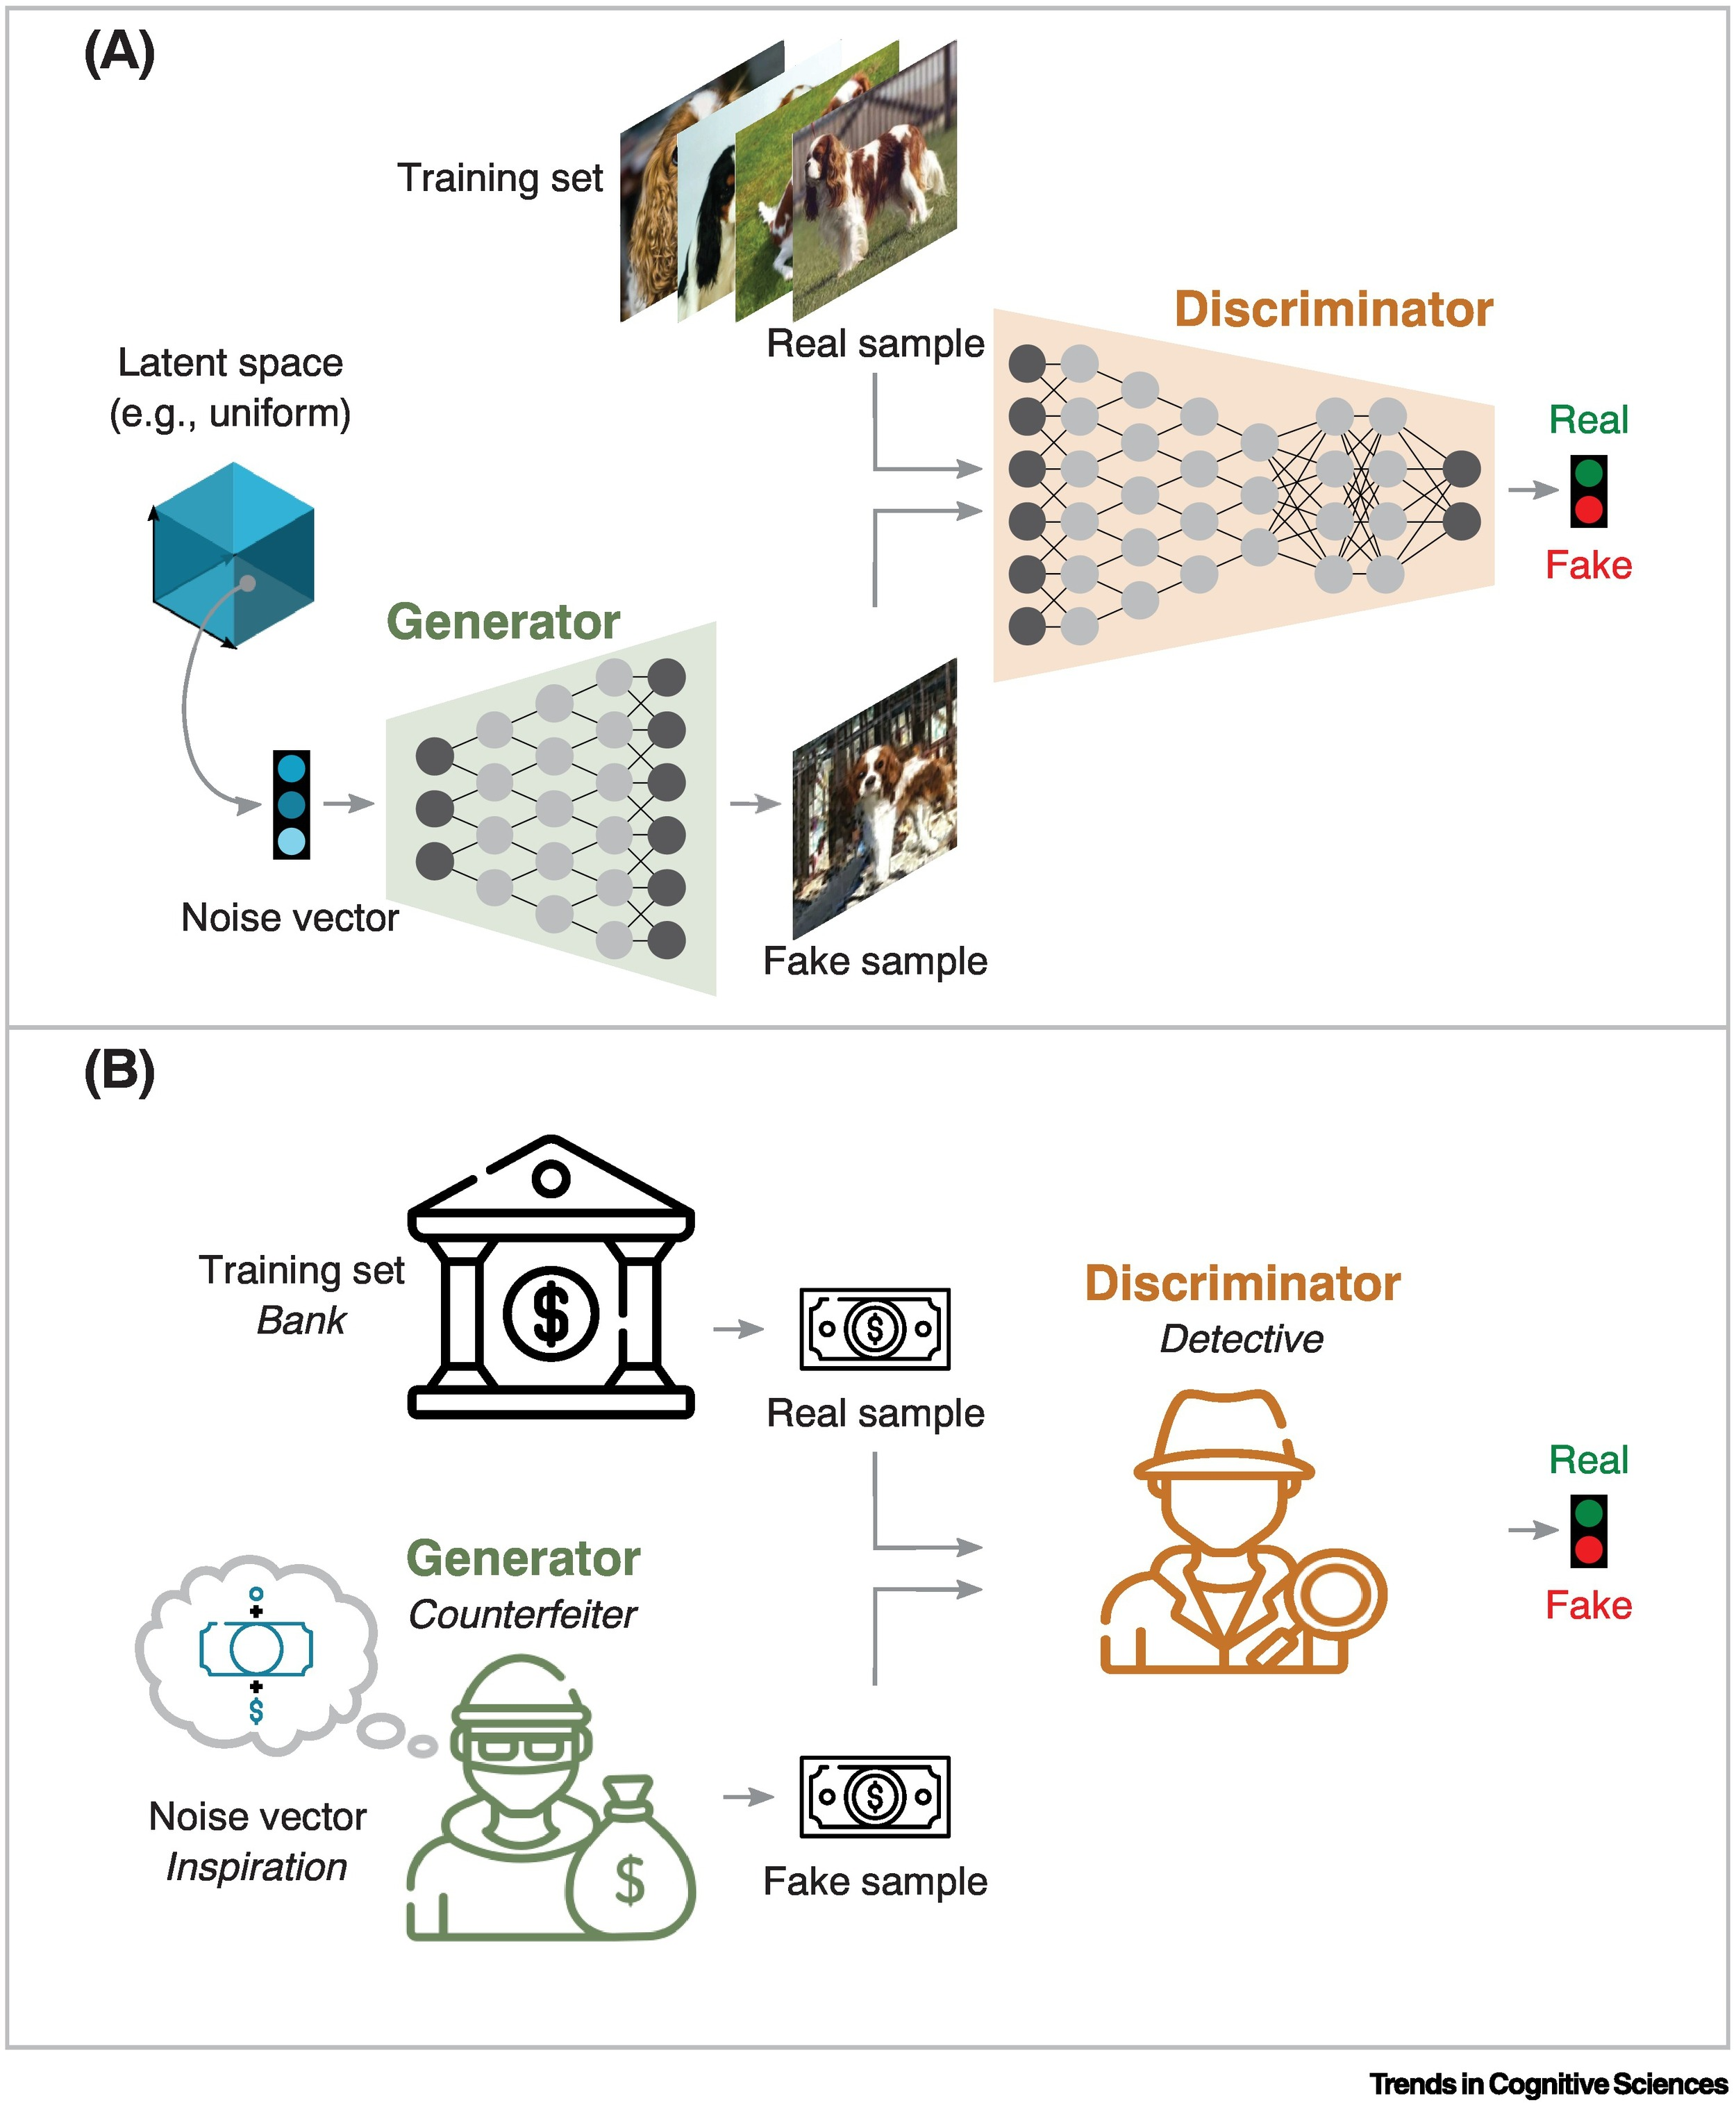 (A)
Training set
Real sample
Discriminator
Latent space
(e.g., uniform)
Real
Fake
Generator
Noise vector
Fake sample
(B)
Training set
Bank
$
$
Real sample
Discriminator
Detective
Real
Fake
Generator
Counterfeiter
+
+
$
Noise vector
Inspiration
$
$
Fake sample
Trends in Cognitive Sciences